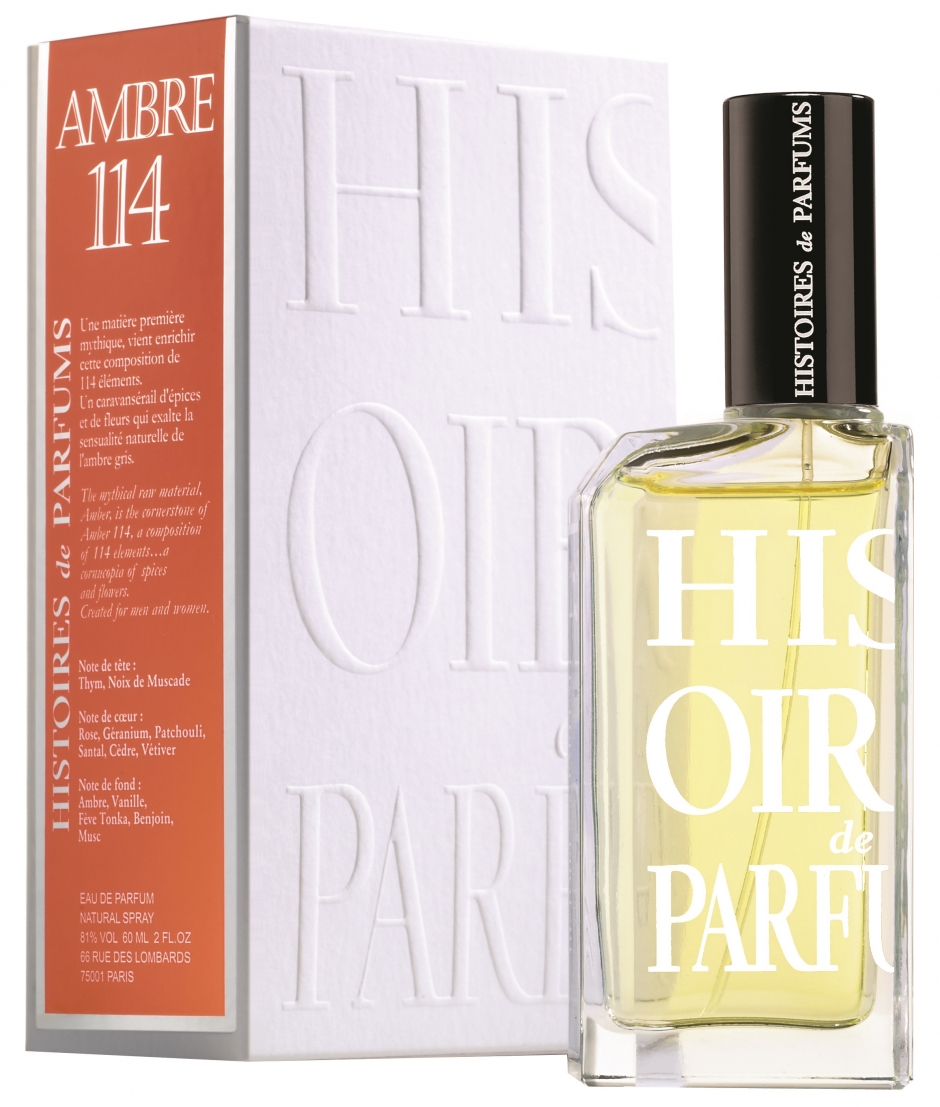 AMBRE
114
HISTOIRES de PARFUMS
Une matière première
mythique, vient enrichir
cette composition de
114 éléments.
Un caravansérail d'épices
et de fleurs qui exalte la
sensualité naturelle de
l'ambre gris.
The mythical raw material,
Amber, is the cornerstone of
Amber 114, a composition
of 114 elements...a
cornucopia of spices
and flowers.
Created for men and women.
Note de tête :
Thym, Noix de Muscade
Note de cœur :
Rose, Géranium, Patchouli,
Santal, Cèdre, Vétiver
Note de fond :
Ambre, Vanille,
Fève Tonka, Benjoin,
Musc
EAU DE PARFUM
NATURAL SPRAY
81% VOL 60 ML 2 FL.OZ
66 RUE DES LOMBARDS
75001 PARIS
HIS
OIR
PARF
HISTOIRES de PARFUMS
HIS
OIR
de
PARFU